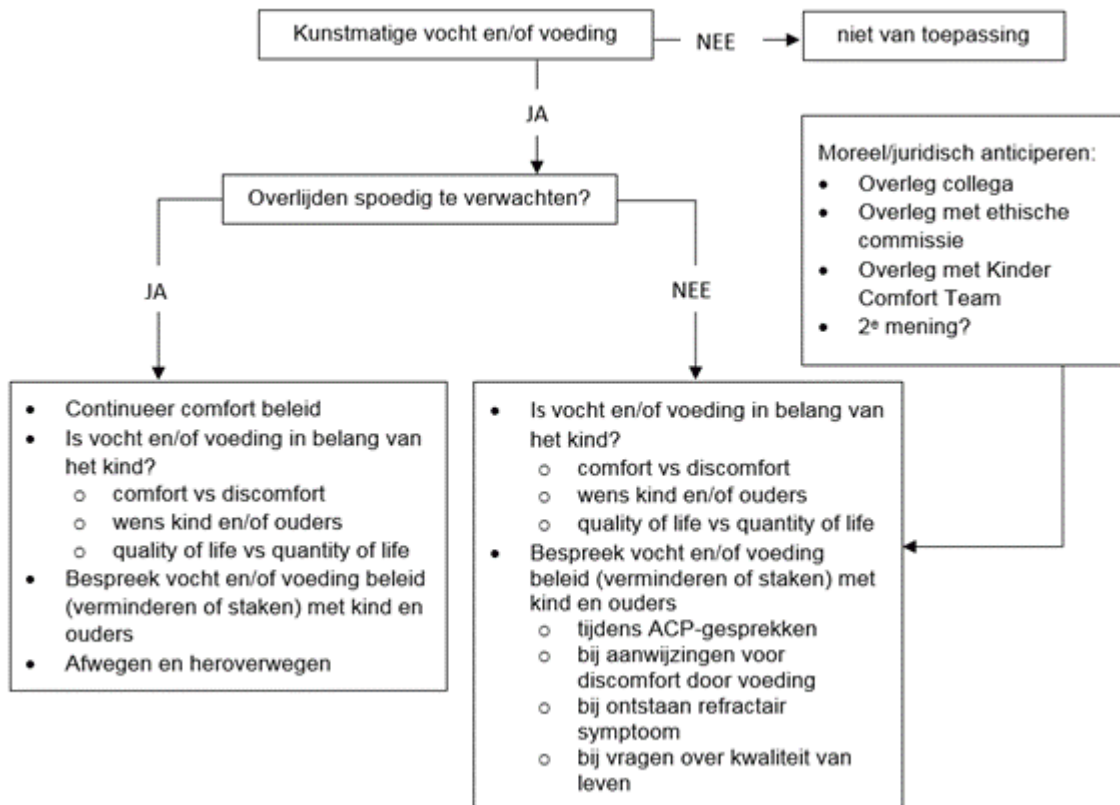 Kunstmatige vocht en/of voeding
NEE
niet van toepassing
JA
Moreel/juridisch anticiperen:
• Overleg collega
• Overleg met ethische
commissie
• Overleg met Kinder
Comfort Team
• 2e mening?
Overlijden spoedig te verwachten?
JA
NEE
• Continueer comfort beleid
• Is vocht en/of voeding in belang van
het kind?
o comfort vs discomfort
o wens kind en/of ouders
o quality of life vs quantity of life
• Bespreek vocht en/of voeding beleid
(verminderen of staken) met kind en
ouders
• Afwegen en heroverwegen
• Is vocht en/of voeding in belang van
het kind?
o comfort vs discomfort
o wens kind en/of ouders
o quality of life vs quantity of life
• Bespreek vocht en/of voeding
beleid (verminderen of staken) met
kind en ouders
o tijdens ACP-gesprekken
o bij aanwijzingen voor
discomfort door voeding
o bij ontstaan refractair
symptoom
o bij vragen over kwaliteit van
leven